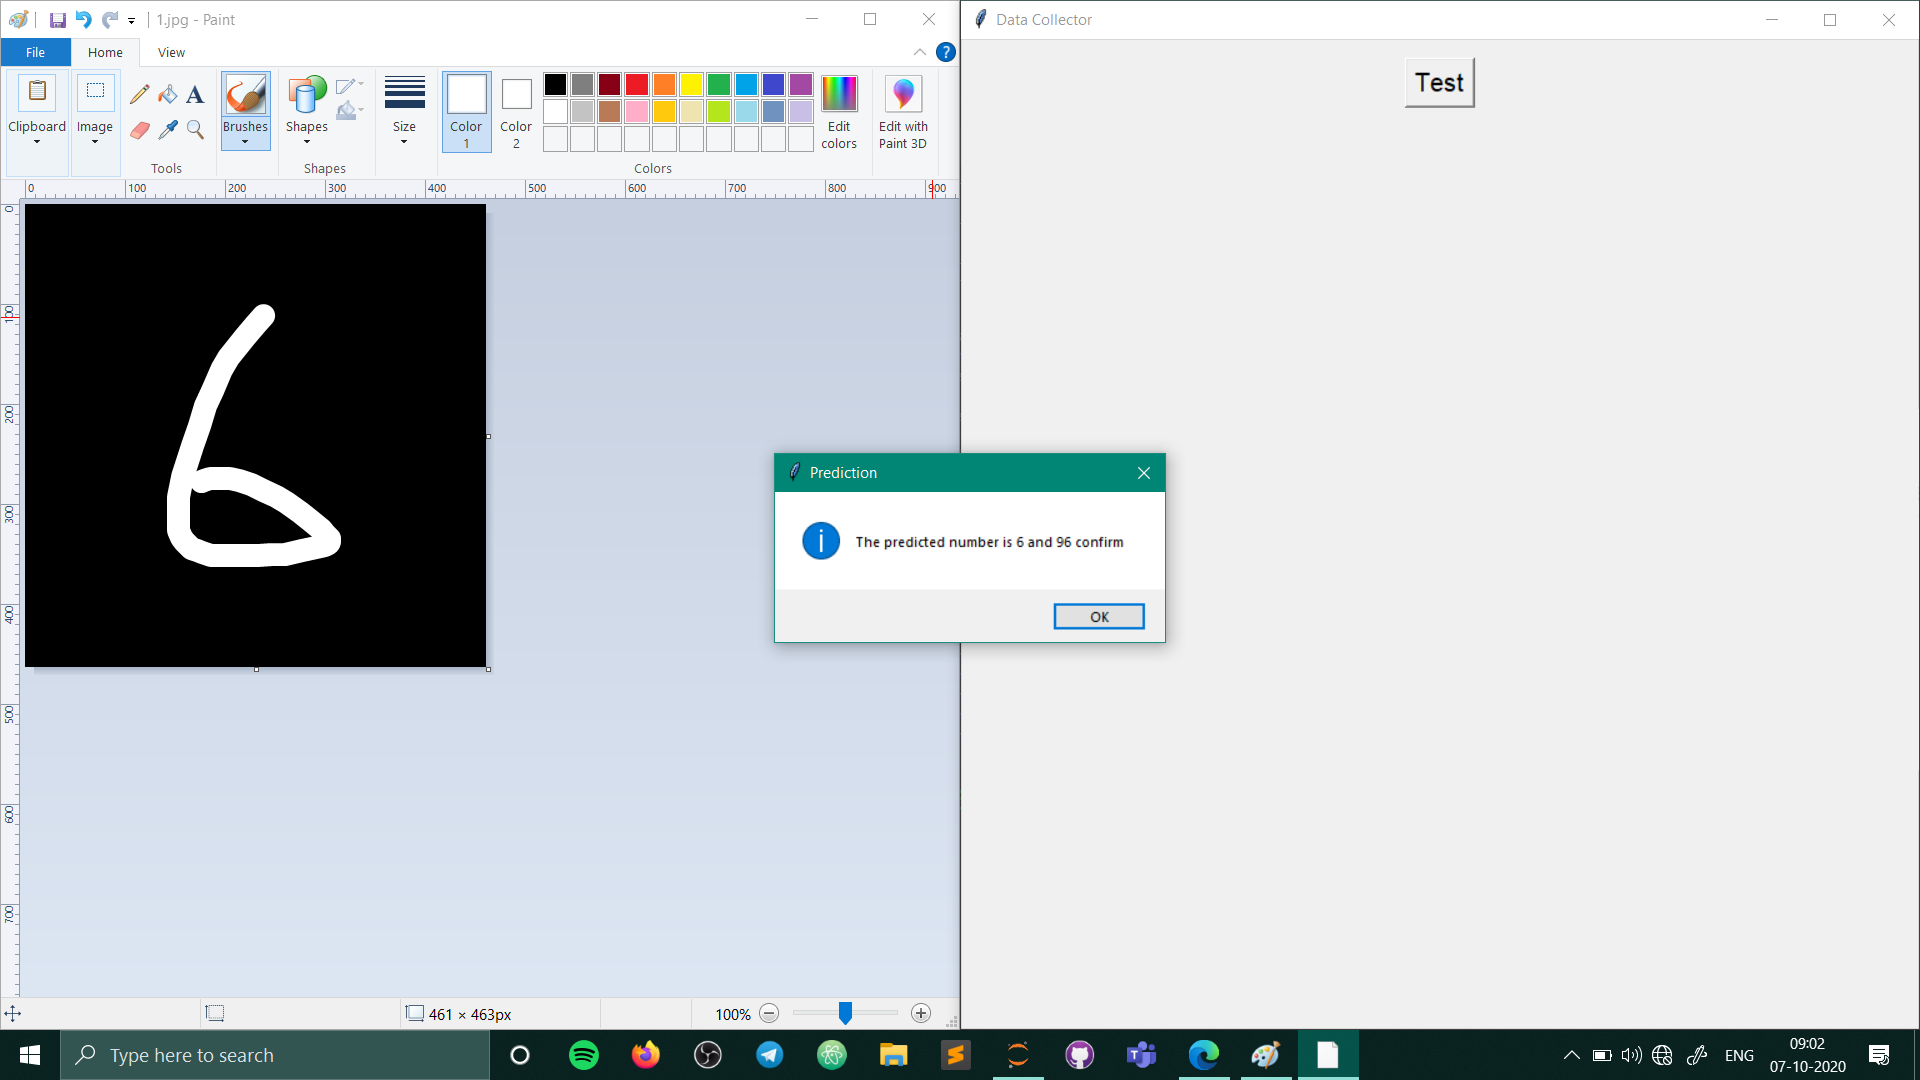 1.jpg - Paint
File
Home
View
Clipboard
Image
Tools
Brushes
Shapes
Shapes
Size
Color
1
Color
2
Colors
Edit
colors
Edit with
Paint 3D
0 100 200 300 400 500 600 700 800 900
0
100
200
300
400
500
600
700
6
461 × 463px
100%
Data Collector
Test
Prediction
The predicted number is 6 and 96 confirm
OK
Type here to search
ENG
09:02
07-10-2020